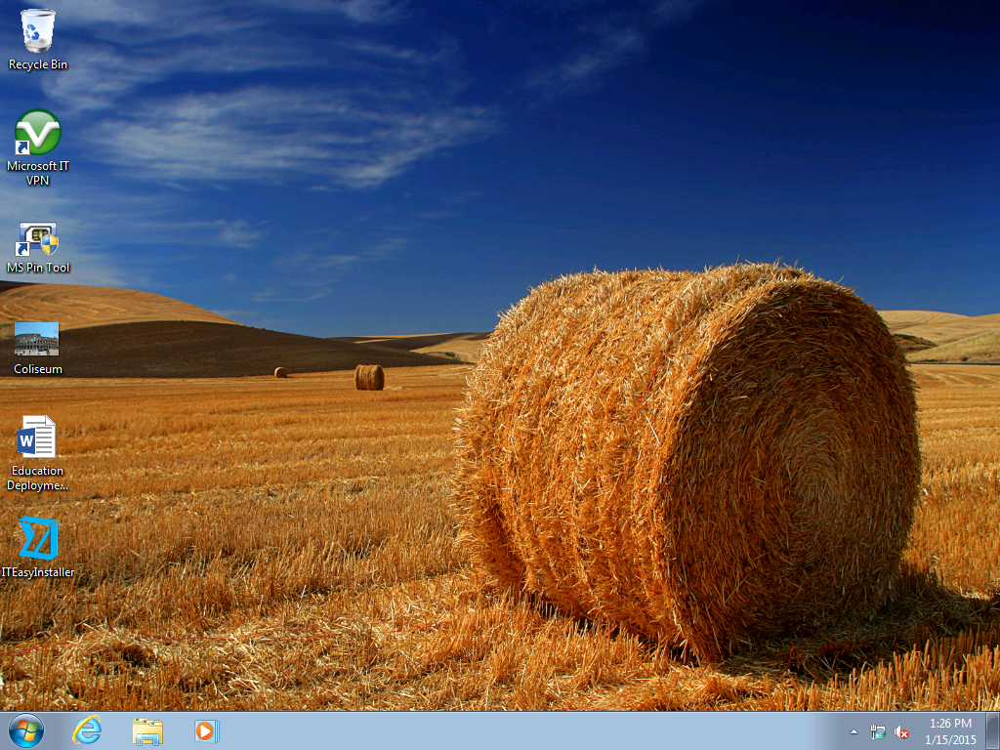 Recycle Bin
Microsoft IT
VPN
MS Pin Tool
Coliseum
Education
Deployme...
ITEasyInstaller
1:26 PM
1/15/2015